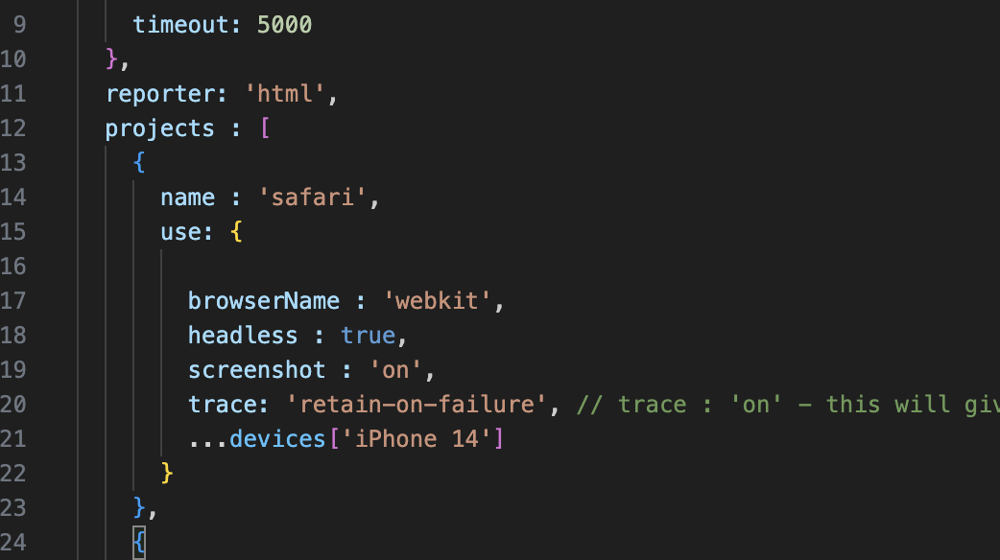 9 timeout: 5000
10 },
11 reporter: 'html',
12 projects : [
13 {
14 name : 'safari',
15 use: {
16
17 browserName : 'webkit',
18 headless : true,
19 screenshot : 'on',
20 trace: 'retain-on-failure', // trace : 'on' - this will
21 ...devices['iPhone 14']
22 }
23 },
24 {